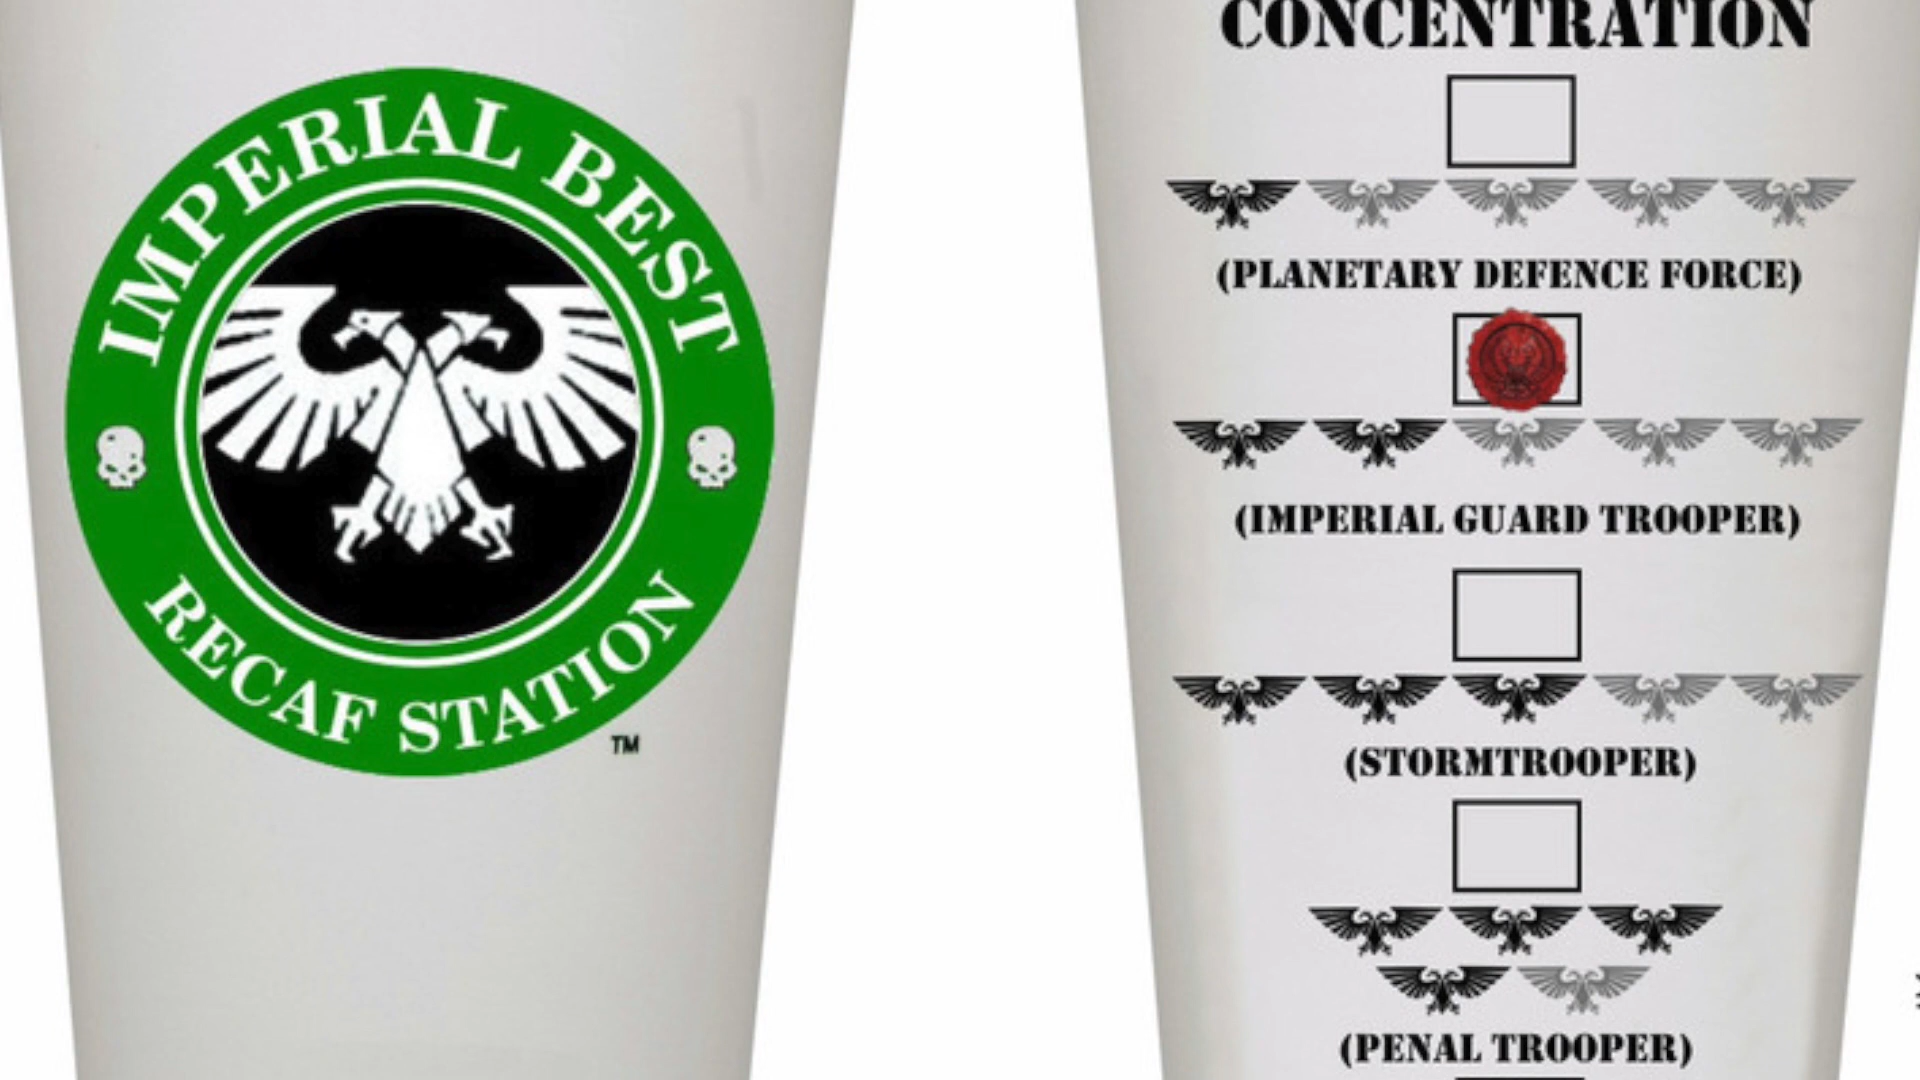 IMPERIAL BEST
RECAF STATION
TM
CONCENTRATION
(PLANETARY DEFENCE FORCE)
(IMPERIAL GUARD TROOPER)
(STORMTROOPER)
(PENAL TROOPER)